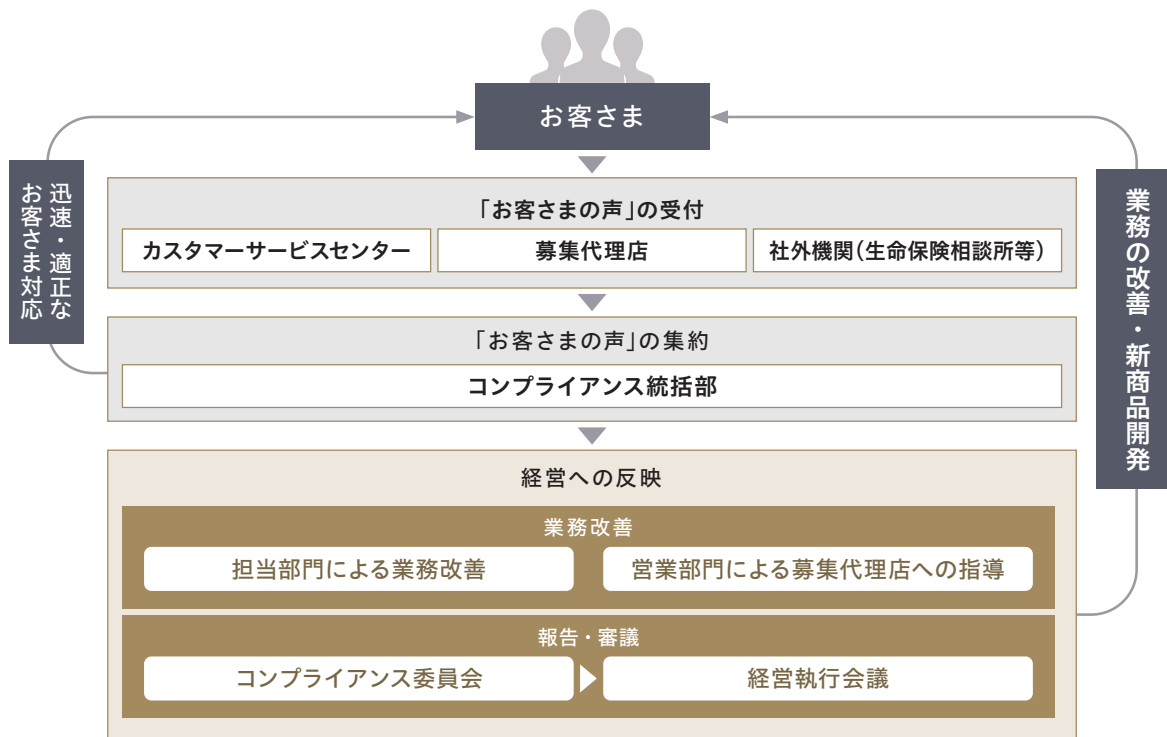 お客さま
迅速・適正な
お客さま対応
業務の改善・新商品開発
「お客さまの声」の受付
カスタマーサービスセンター
募集代理店
社外機関(生命保険相談所等)
「お客さまの声」の集約
コンプライアンス統括部
経営への反映
業務改善
担当部門による業務改善
営業部門による募集代理店への指導
報告・審議
コンプライアンス委員会
経営執行会議